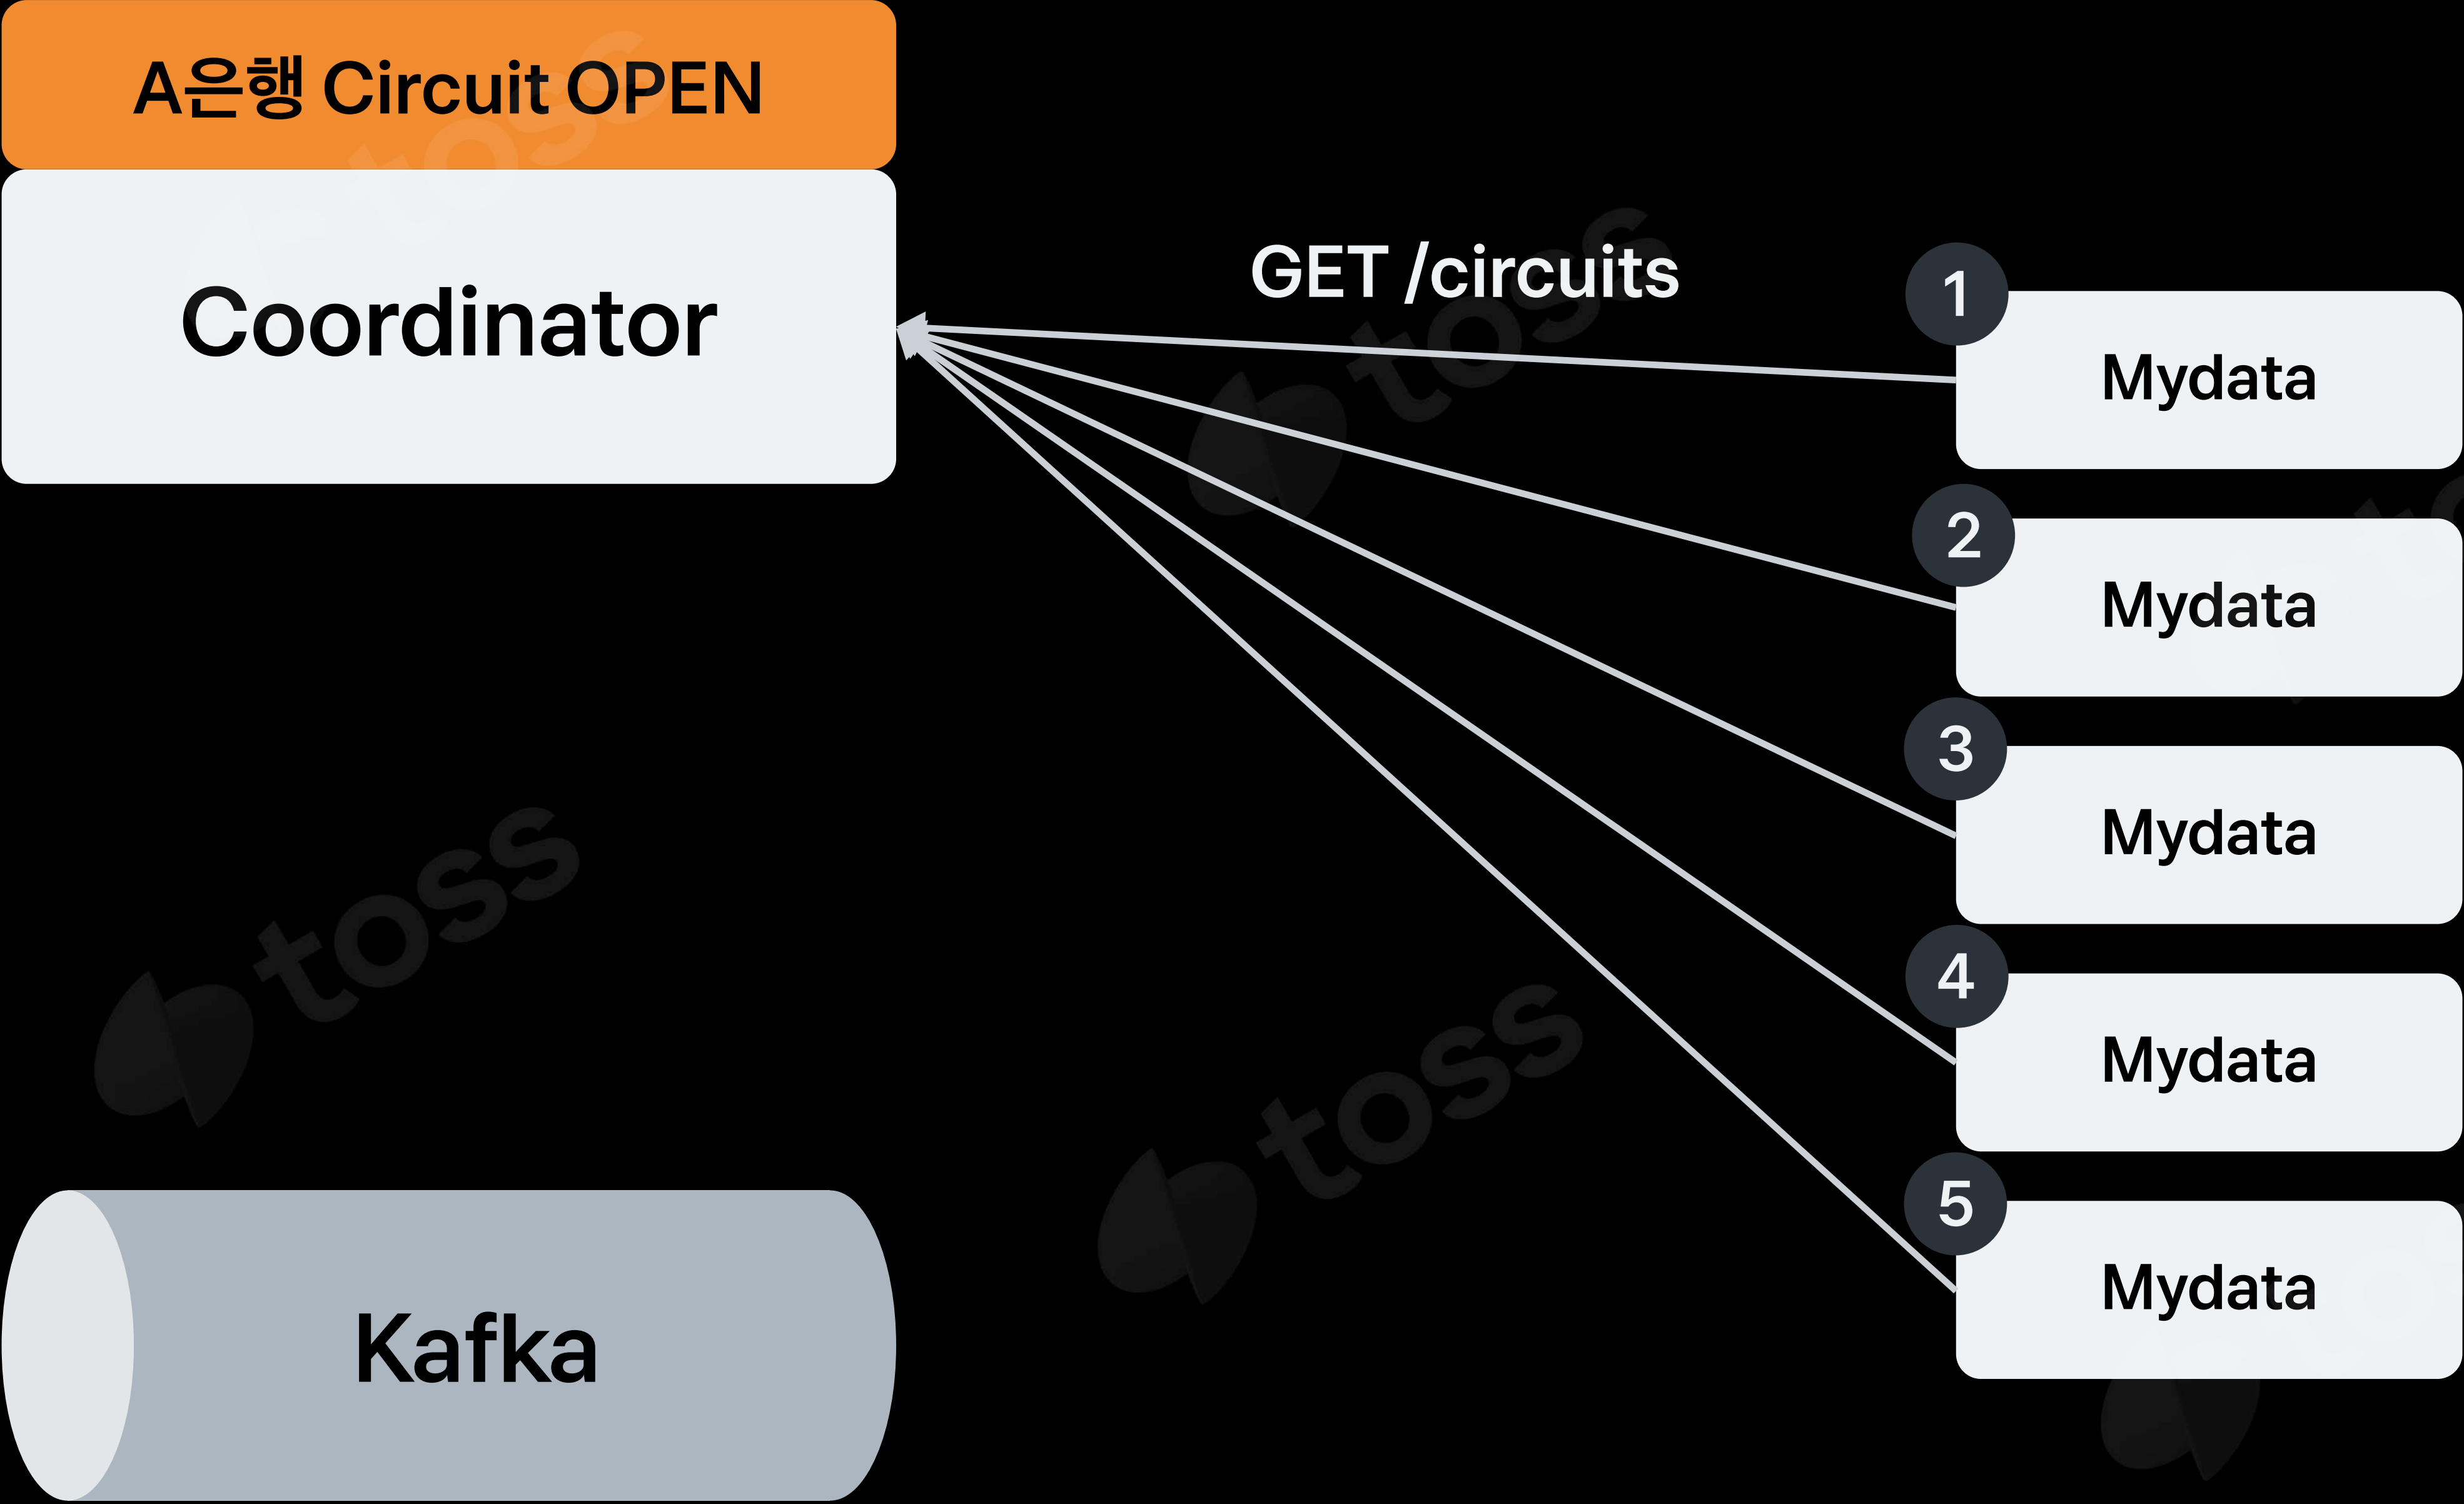 A은행 Circuit OPEN
Coordinator
GET /circuits
1
Mydata
2
Mydata
3
Mydata
4
Mydata
5
Mydata
Kafka
toss
toss
toss
toss